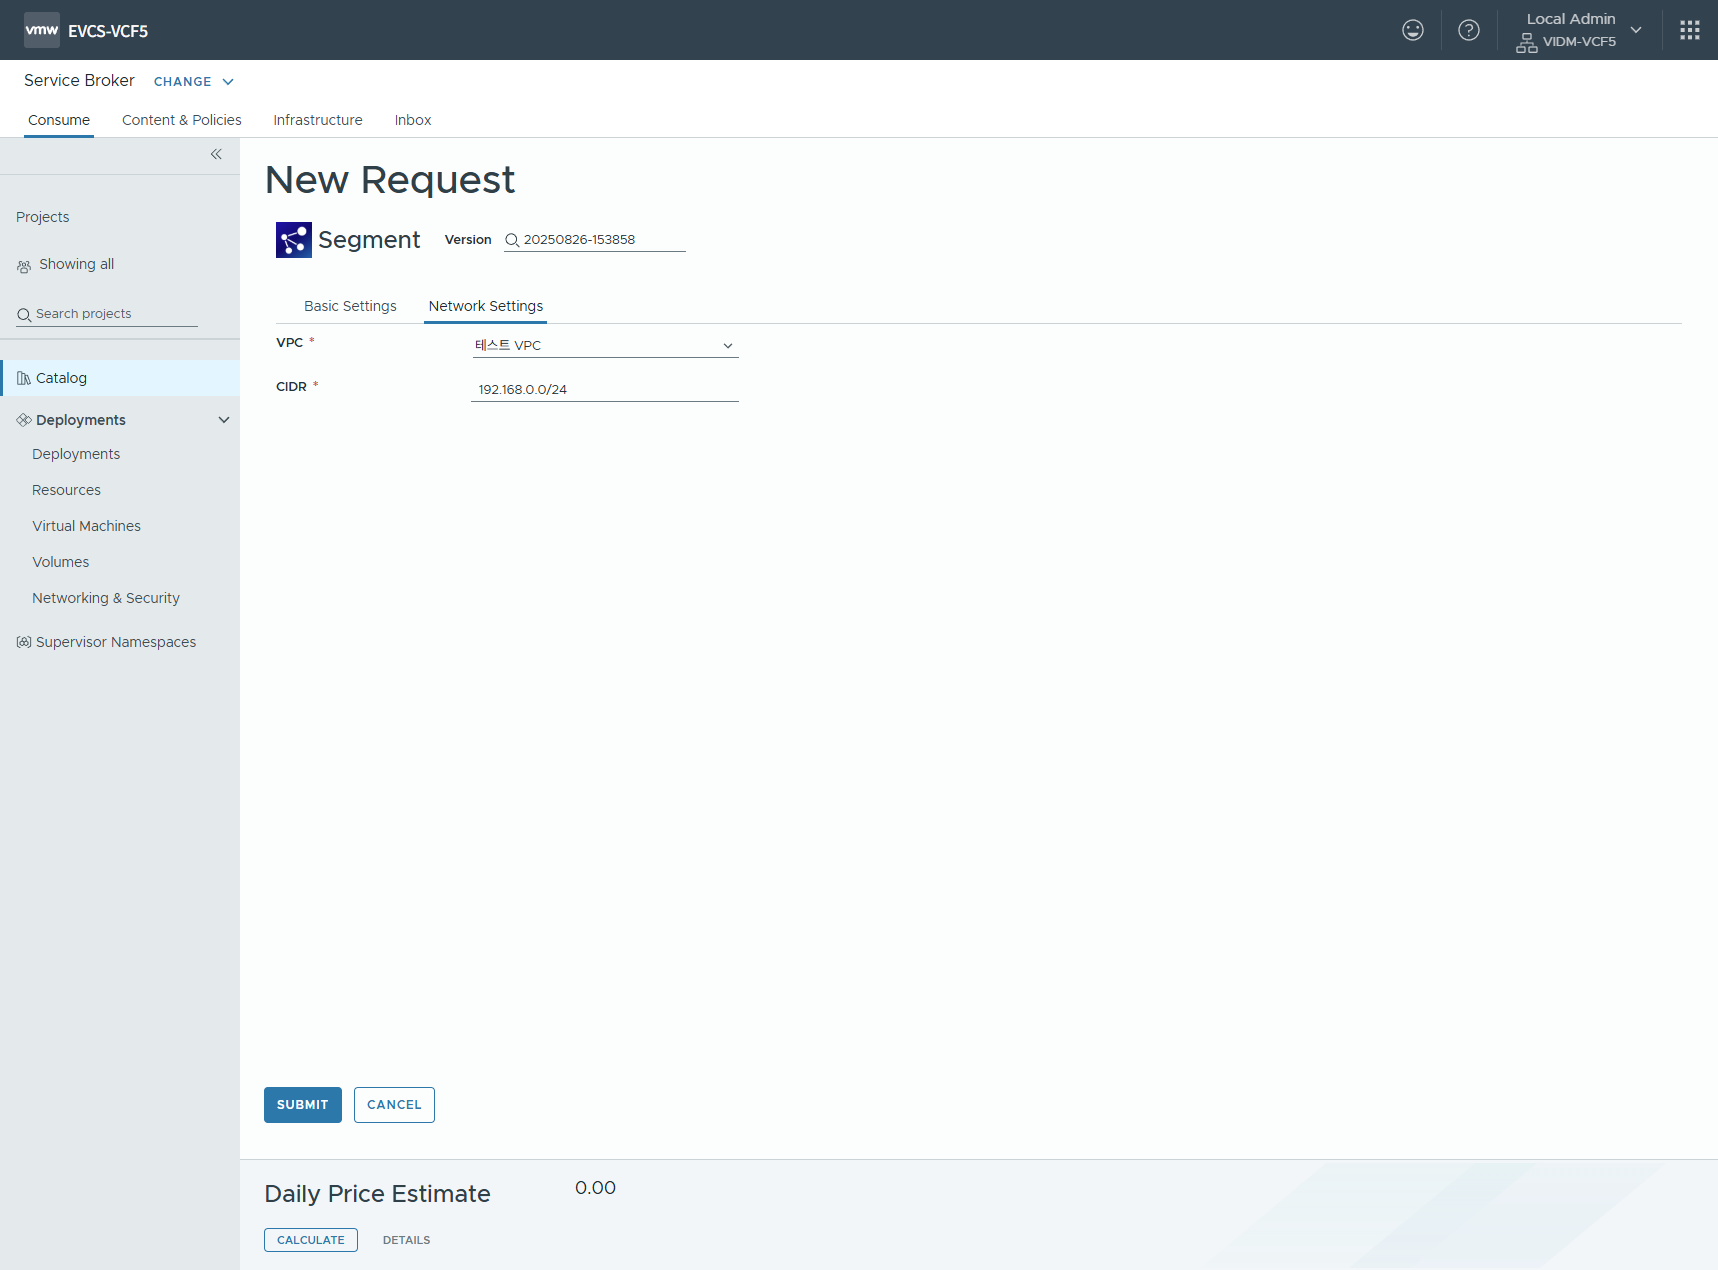 vmw EVCS-VCF5
Local Admin
VIDM-VCF5
Service Broker CHANGE
Consume Content & Policies Infrastructure Inbox
Projects
Showing all
Search projects
Catalog
Deployments
Deployments
Resources
Virtual Machines
Volumes
Networking & Security
Supervisor Namespaces
New Request
Segment Version 20250826-153858
Basic Settings Network Settings
VPC * 테스트 VPC
CIDR * 192.168.0.0/24
SUBMIT CANCEL
Daily Price Estimate 0.00
CALCULATE DETAILS